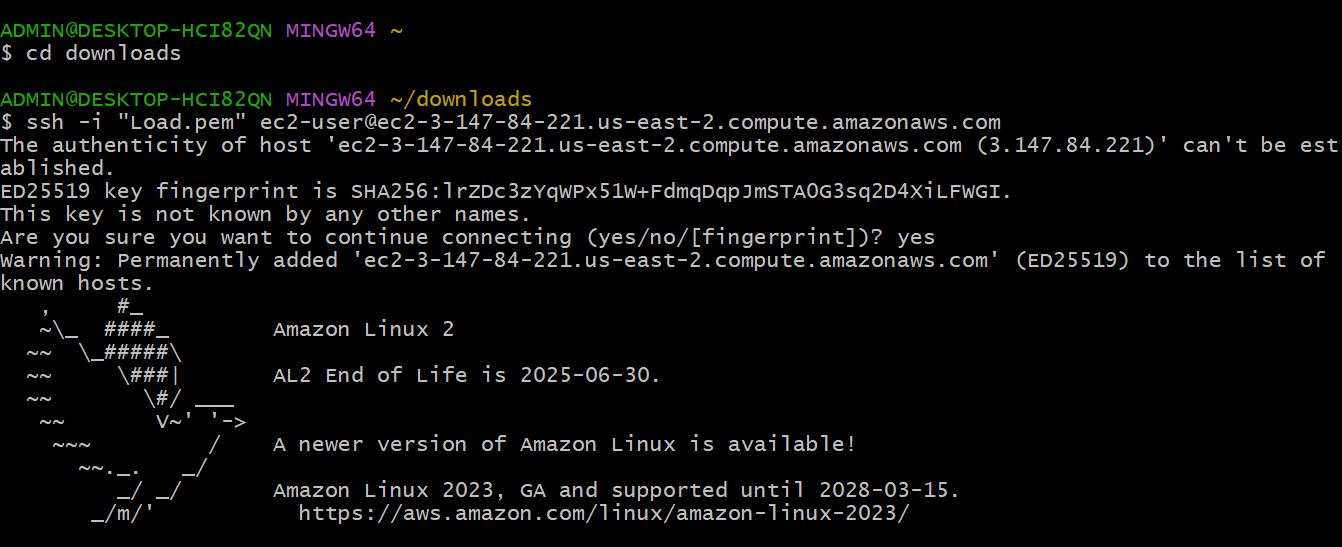 ADMIN@DESKTOP-HCI82QN MINGW64 ~
$ cd downloads
ADMIN@DESKTOP-HCI82QN MINGW64 ~/downloads
$ ssh -i "Load.pem" ec2-user@ec2-3-147-84-221.us-east-2.compute.amazonaws.com
The authenticity of host 'ec2-3-147-84-221.us-east-2.compute.amazonaws.com (3.147.84.221)' can't be est
ablished.
ED25519 key fingerprint is SHA256:lrZDc3zYqWPx51W+FdmqDqpJmSTAOG3sq2D4XiLFWGI.
This key is not known by any other names.
Are you sure you want to continue connecting (yes/no/[fingerprint])? yes
Warning: Permanently added 'ec2-3-147-84-221.us-east-2.compute.amazonaws.com' (ED25519) to the list of
known hosts.
   ,     #_
   ~\_  ####_        Amazon Linux 2
  ~~  \_#####\
  ~~     \###|       AL2 End of Life is 2025-06-30.
  ~~       \#/ ___
   ~~       V~' '->
    ~~~         /    A newer version of Amazon Linux is available!
      ~~._.   _/
         _/ _/       Amazon Linux 2023, GA and supported until 2028-03-15.
       _/m/'           https://aws.amazon.com/linux/amazon-linux-2023/